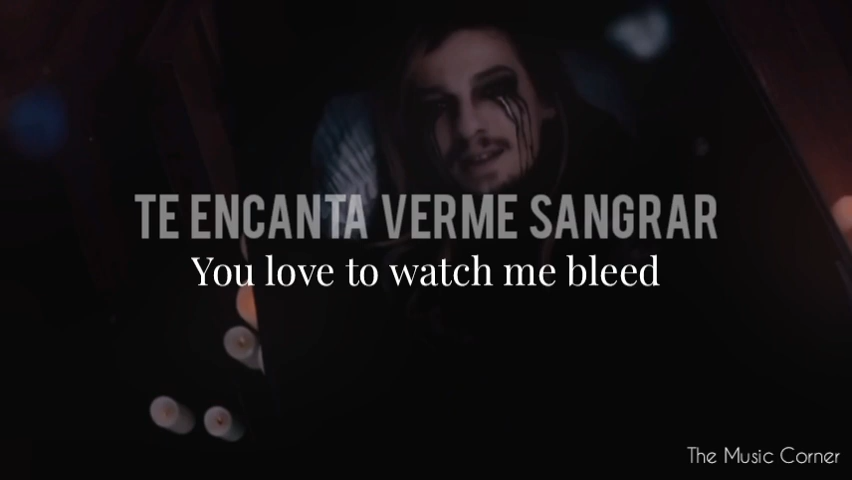 TE ENCANTA VERME SANGRAR
You love to watch me bleed
The Music Corner